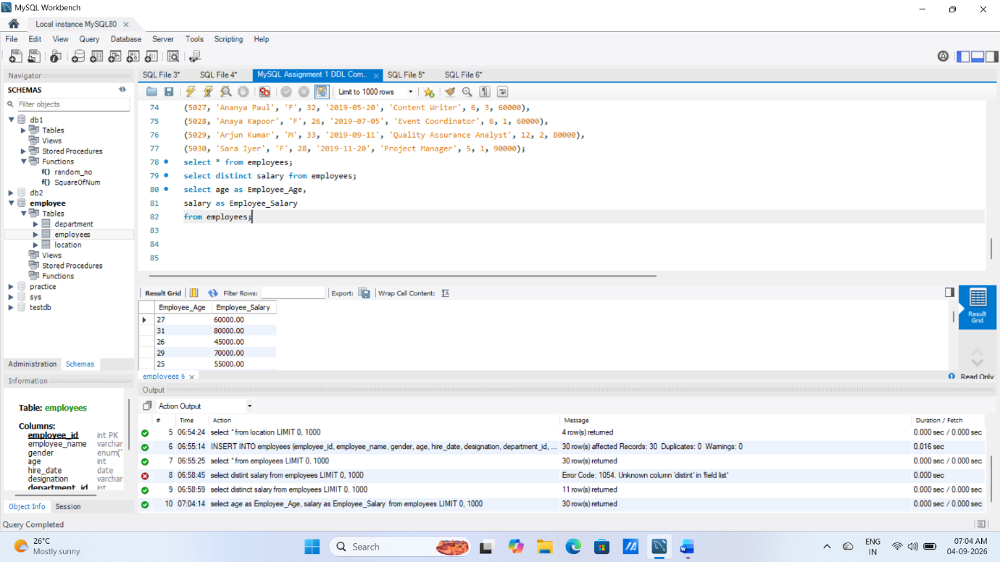 MySQL Workbench
Local instance MySQL80
File Edit View Query Database Server Tools Scripting Help
Navigator
SCHEMAS
Filter objects
db1
Tables
Views
Stored Procedures
Functions
f() random_no
f() SquareOfNum
db2
employee
Tables
department
employees
location
Views
Stored Procedures
Functions
practice
sys
testdb
Administration Schemas
Information
Table: employees
Columns:
employee_id int PK
employee_name varchar
gender enum('
age int
hire_date date
designation varchar
department_id int
Object Info Session
SQL File 3* SQL File 4* MySQL Assignment 1 DDL Com... SQL File 5* SQL File 6*
Limit to 1000 rows
74 (5027, 'Ananya Paul', 'F', 32, '2019-05-20', 'Content Writer', 6, 3, 60000),
75 (5028, 'Anaya Kapoor', 'F', 26, '2019-07-05', 'Event Coordinator', 6, 1, 60000),
76 (5029, 'Arjun Kumar', 'M', 33, '2019-09-11', 'Quality Assurance Analyst', 12, 2, 80000),
77 (5030, 'Sara Iyer', 'F', 28, '2019-11-20', 'Project Manager', 5, 1, 90000);
78 select * from employees;
79 select distinct salary from employees;
80 select age as Employee_Age,
81 salary as Employee_Salary
82 from employees;
83
84
85
Result Grid Filter Rows: Export: Wrap Cell Content:
Employee_Age Employee_Salary
27 60000.00
31 80000.00
26 45000.00
29 70000.00
25 55000.00
Result Grid
employees 6
Read Only
Output
Action Output
# Time Action Message Duration / Fetch
5 06:54:24 select * from location LIMIT 0, 1000 4 row(s) returned 0.000 sec / 0.000 sec
6 06:55:14 INSERT INTO employees (employee_id, employee_name, gender, age, hire_date, designation, department_id, ... 30 row(s) affected Records: 30 Duplicates: 0 Warnings: 0 0.016 sec
7 06:55:25 select * from employees LIMIT 0, 1000 30 row(s) returned 0.000 sec / 0.000 sec
8 06:58:45 select distint salary from employees LIMIT 0, 1000 Error Code: 1054. Unknown column 'distint' in 'field list' 0.000 sec
9 06:58:59 select distinct salary from employees LIMIT 0, 1000 11 row(s) returned 0.000 sec / 0.000 sec
10 07:04:14 select age as Employee_Age, salary as Employee_Salary from employees LIMIT 0, 1000 30 row(s) returned 0.000 sec / 0.000 sec
Query Completed
26°C
Mostly sunny
Search
ENG
IN
07:04 AM
04-09-2026